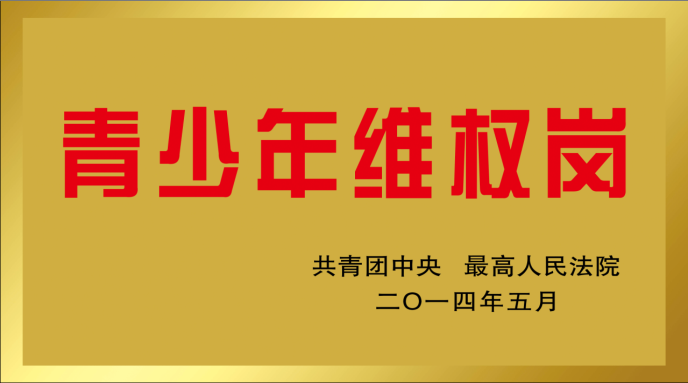 青少年维权岗
共青团中央 最高人民法院
二〇一四年五月